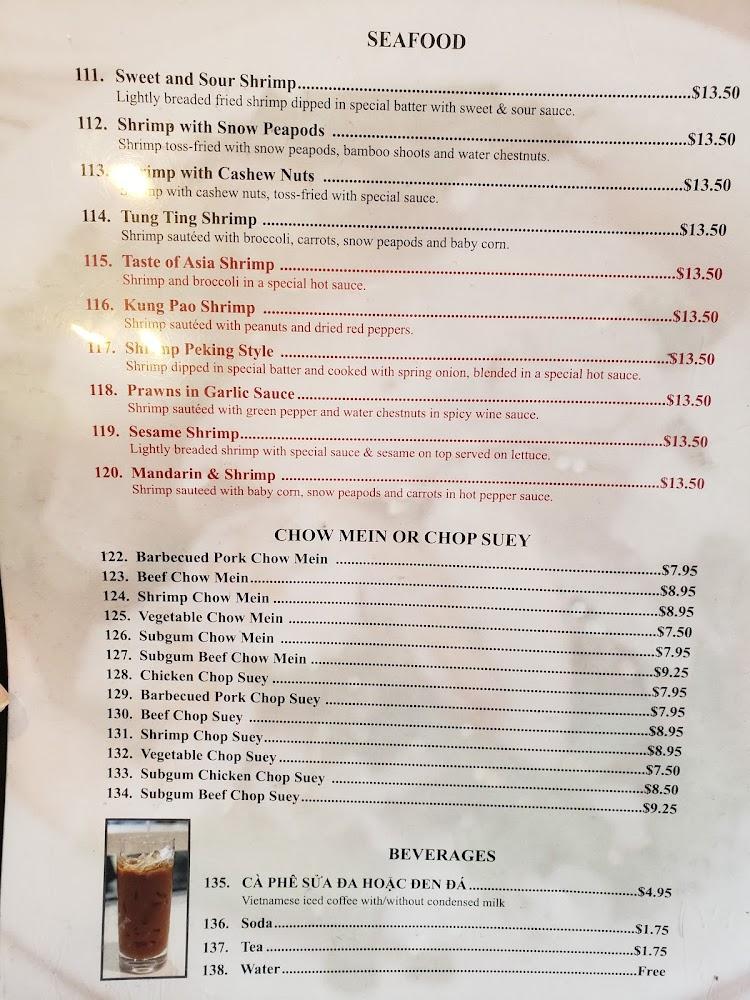 SEAFOOD
111. Sweet and Sour Shrimp..........$13.50
Lightly breaded fried shrimp dipped in special batter with sweet & sour sauce.
112. Shrimp with Snow Peapods ..........$13.50
Shrimp toss-fried with snow peapods, bamboo shoots and water chestnuts.
113. Shrimp with Cashew Nuts ..........$13.50
Shrimp with cashew nuts, toss-fried with special sauce.
114. Tung Ting Shrimp ..........$13.50
Shrimp sautéed with broccoli, carrots, snow peapods and baby corn.
115. Taste of Asia Shrimp ..........$13.50
Shrimp and broccoli in a special hot sauce.
116. Kung Pao Shrimp ..........$13.50
Shrimp sautéed with peanuts and dried red peppers.
117. Shrimp Peking Style ..........$13.50
Shrimp dipped in special batter and cooked with spring onion, blended in a special hot sauce.
118. Prawns in Garlic Sauce..........$13.50
Shrimp sautéed with green pepper and water chestnuts in spicy wine sauce.
119. Sesame Shrimp..........$13.50
Lightly breaded shrimp with special sauce & sesame on top served on lettuce.
120. Mandarin & Shrimp ..........$13.50
Shrimp sauteed with baby corn, snow peapods and carrots in hot pepper sauce.
CHOW MEIN OR CHOP SUEY
122. Barbecued Pork Chow Mein ..........$7.95
123. Beef Chow Mein..........$8.95
124. Shrimp Chow Mein ..........$8.95
125. Vegetable Chow Mein ..........$7.50
126. Subgum Chow Mein ..........$7.95
127. Subgum Beef Chow Mein ..........$9.25
128. Chicken Chop Suey ..........$7.95
129. Barbecued Pork Chop Suey ..........$7.95
130. Beef Chop Suey ..........$8.95
131. Shrimp Chop Suey..........$8.95
132. Vegetable Chop Suey ..........$7.50
133. Subgum Chicken Chop Suey ..........$8.50
134. Subgum Beef Chop Suey..........$9.25
BEVERAGES
135. CÀ PHÊ SỮA ĐA HOẶC ĐEN ĐÁ..........$4.95
Vietnamese iced coffee with/without condensed milk
136. Soda..........$1.75
137. Tea ..........$1.75
138. Water..........Free